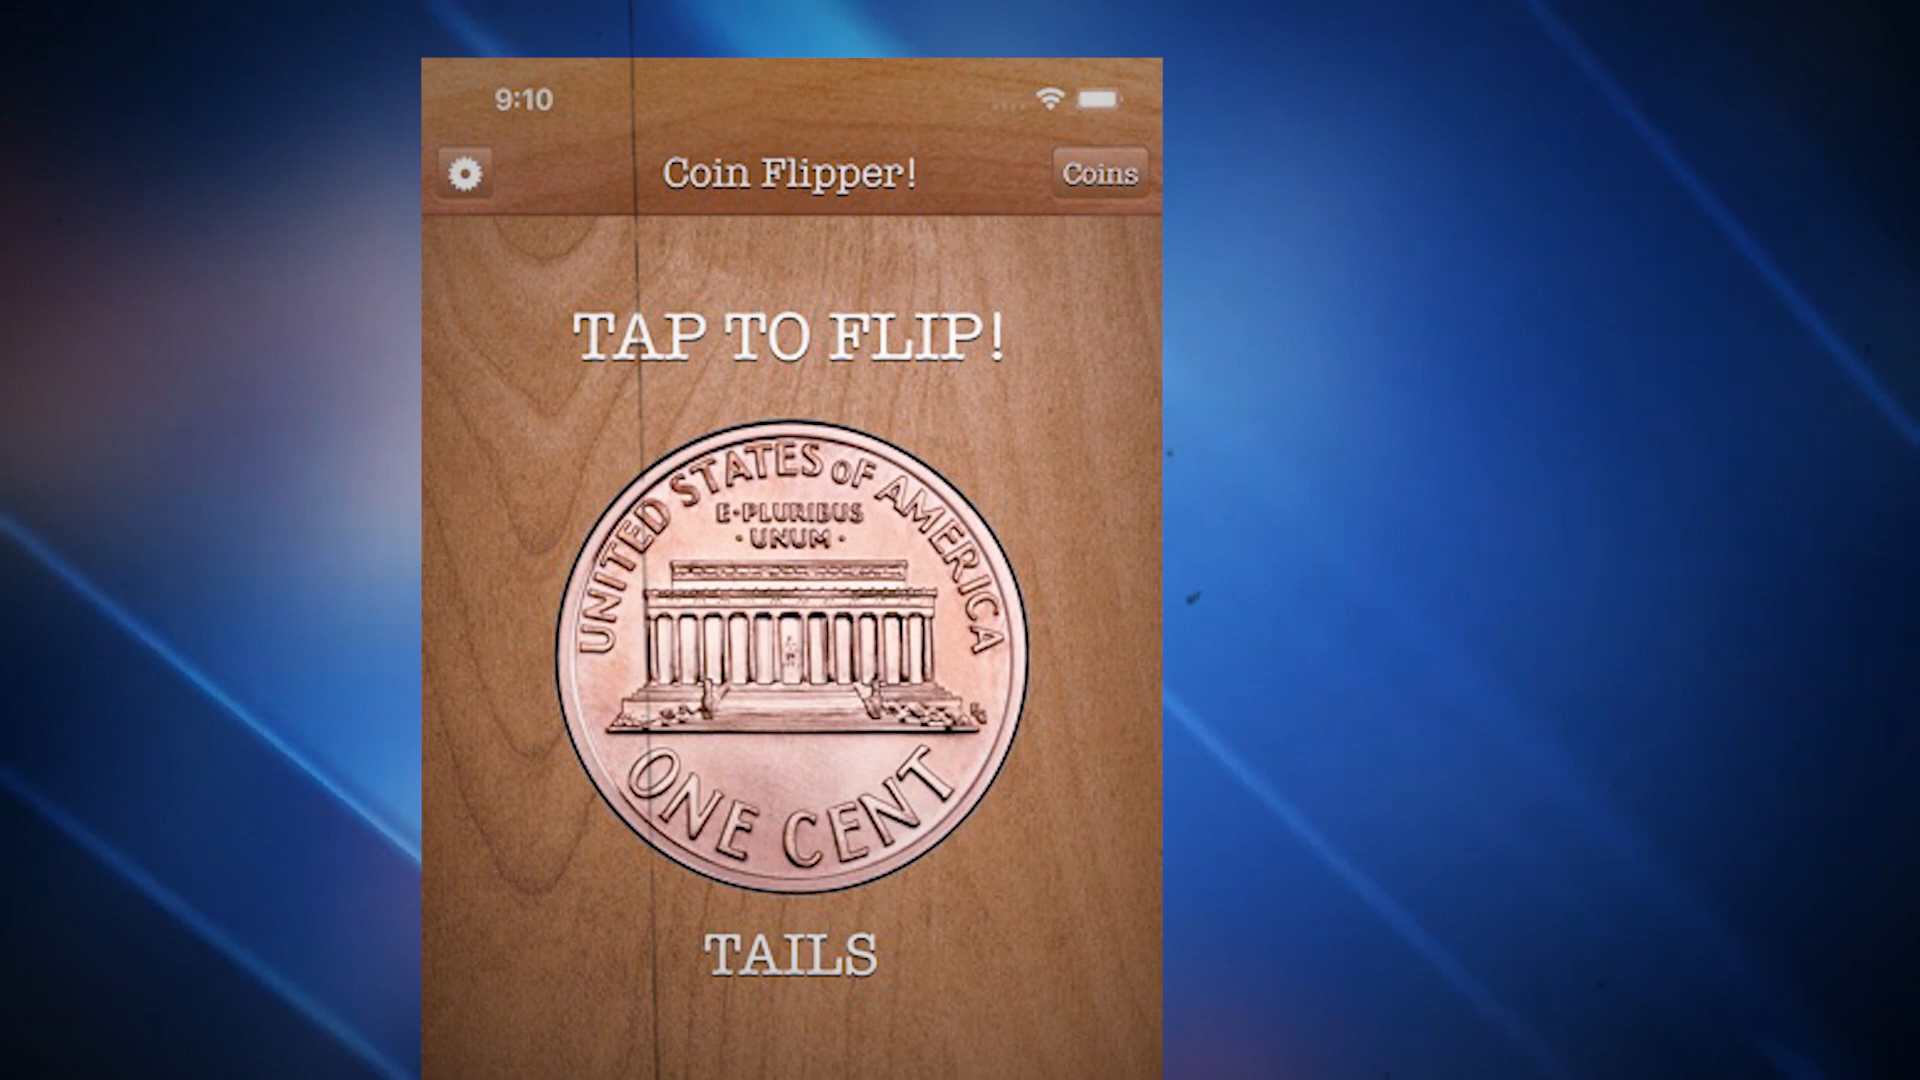 9:10
Coin Flipper!
Coins
TAP TO FLIP!
UNITED STATES OF AMERICA
E·PLURIBUS
·UNUM·
ONE CENT
TAILS